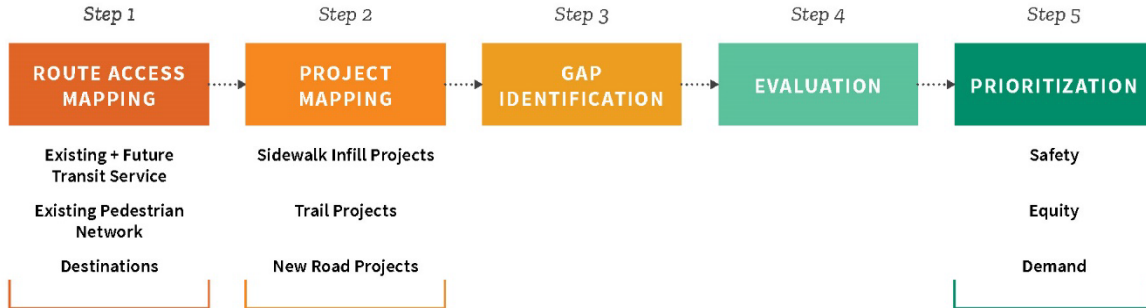 Step 1
Step 2
Step 3
Step 4
Step 5
ROUTE ACCESS
MAPPING
PROJECT
MAPPING
GAP
IDENTIFICATION
EVALUATION
PRIORITIZATION
Existing + Future
Transit Service
Existing Pedestrian
Network
Destinations
Sidewalk Infill Projects
Trail Projects
New Road Projects
Safety
Equity
Demand